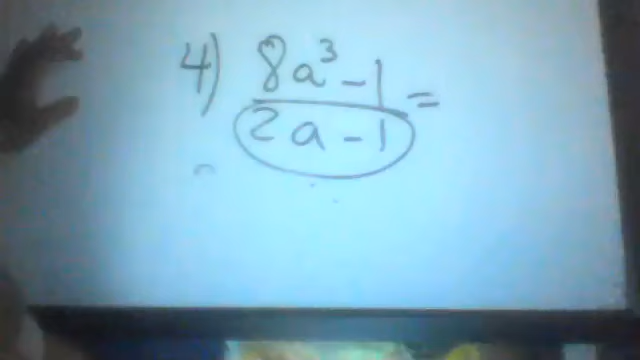 4) 8a³-1 =
2a-1